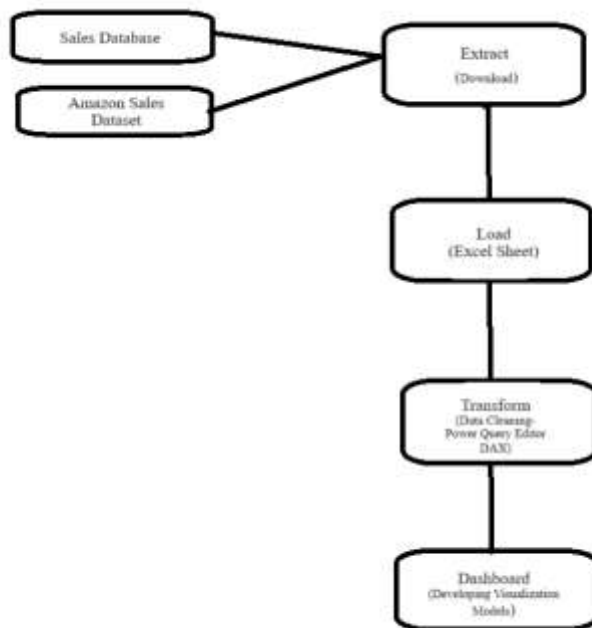 Sales Database
Amazon Sales
Dataset
Extract
(Download)
Load
(Excel Sheet)
Transform
(Data Cleaning-
Power Query Editor
DAX)
Dashboard
(Developing Visualization
Models)